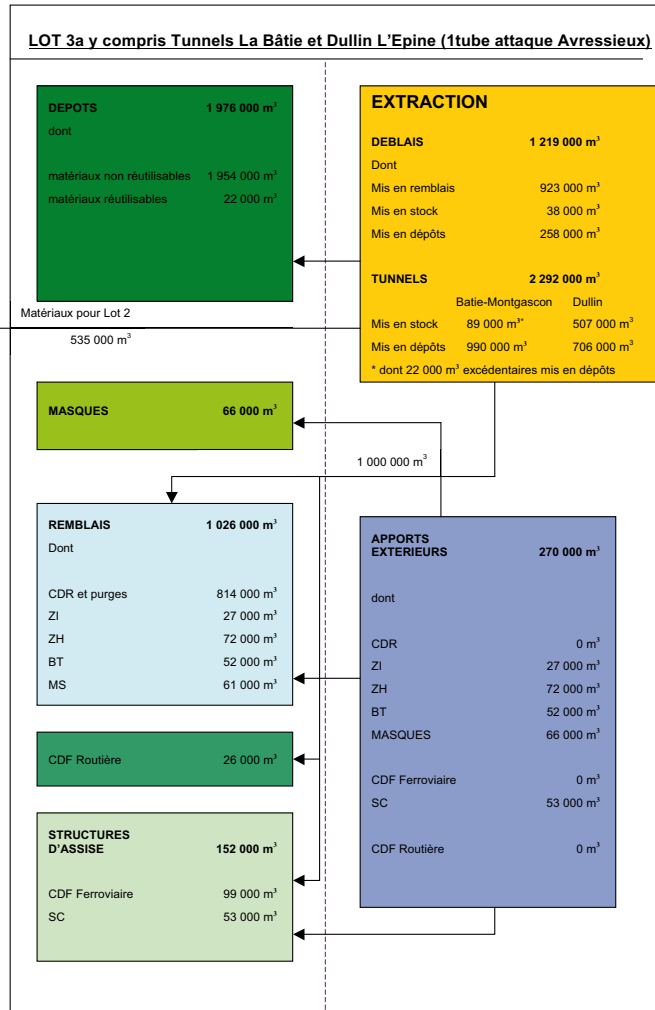 LOT 3a y compris Tunnels La Bâtie et Dullin L'Epine (1tube attaque Avressieux)
DEPOTS 1 976 000 m³
dont
matériaux non réutilisables 1 954 000 m³
matériaux réutilisables 22 000 m³
EXTRACTION
DEBLAIS 1 219 000 m³
Dont
Mis en remblais 923 000 m³
Mis en stock 38 000 m³
Mis en dépôts 258 000 m³
TUNNELS 2 292 000 m³
Batie-Montgascon Dullin
Mis en stock 89 000 m³* 507 000 m³
Mis en dépôts 990 000 m³ 706 000 m³
* dont 22 000 m³ excédentaires mis en dépôts
Matériaux pour Lot 2
535 000 m³
MASQUES 66 000 m³
1 000 000 m³
REMBLAIS 1 026 000 m³
Dont
CDR et purges 814 000 m³
ZI 27 000 m³
ZH 72 000 m³
BT 52 000 m³
MS 61 000 m³
APPORTS
EXTERIEURS 270 000 m³
dont
CDR 0 m³
ZI 27 000 m³
ZH 72 000 m³
BT 52 000 m³
MASQUES 66 000 m³
CDF Ferroviaire 0 m³
SC 53 000 m³
CDF Routière 0 m³
CDF Routière 26 000 m³
STRUCTURES
D'ASSISE 152 000 m³
CDF Ferroviaire 99 000 m³
SC 53 000 m³